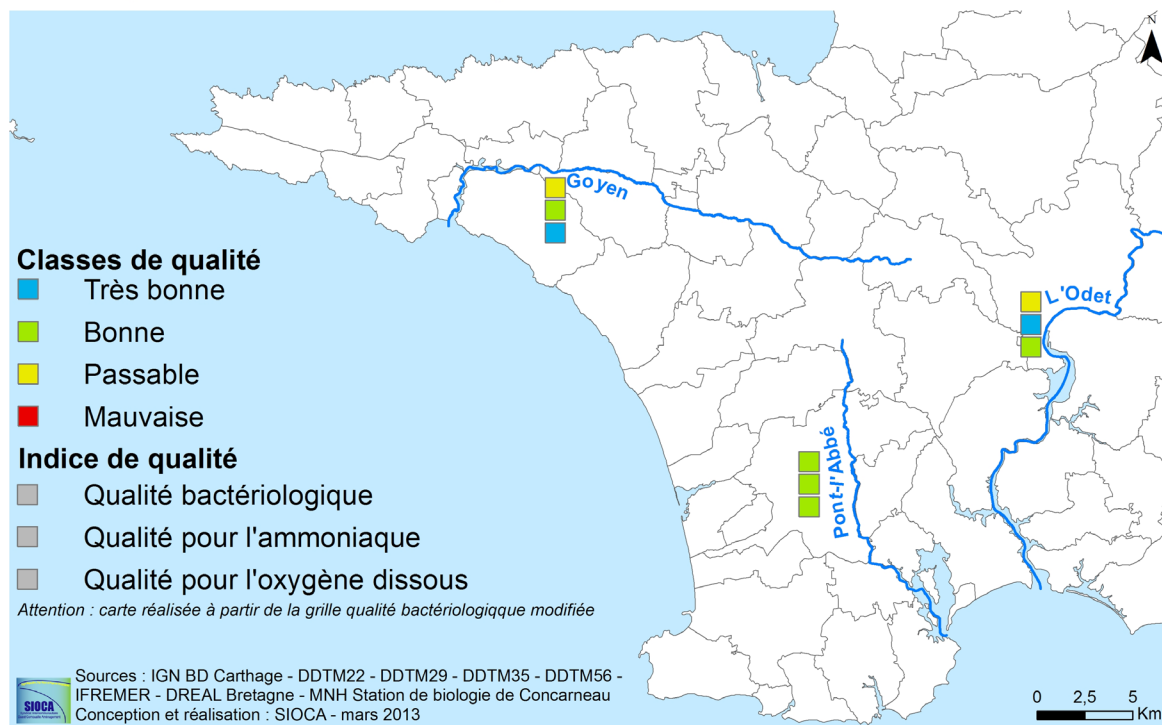 N
Goyen
L'Odet
Pont-l'Abbé
Classes de qualité
Très bonne
Bonne
Passable
Mauvaise
Indice de qualité
Qualité bactériologique
Qualité pour l'ammoniaque
Qualité pour l'oxygène dissous
Attention : carte réalisée à partir de la grille qualité bactériologiqque modifiée
SIOCA
Sources : IGN BD Carthage - DDTM22 - DDTM29 - DDTM35 - DDTM56 -
IFREMER - DREAL Bretagne - MNH Station de biologie de Concarneau
Conception et réalisation : SIOCA - mars 2013
0 2,5 5
Km